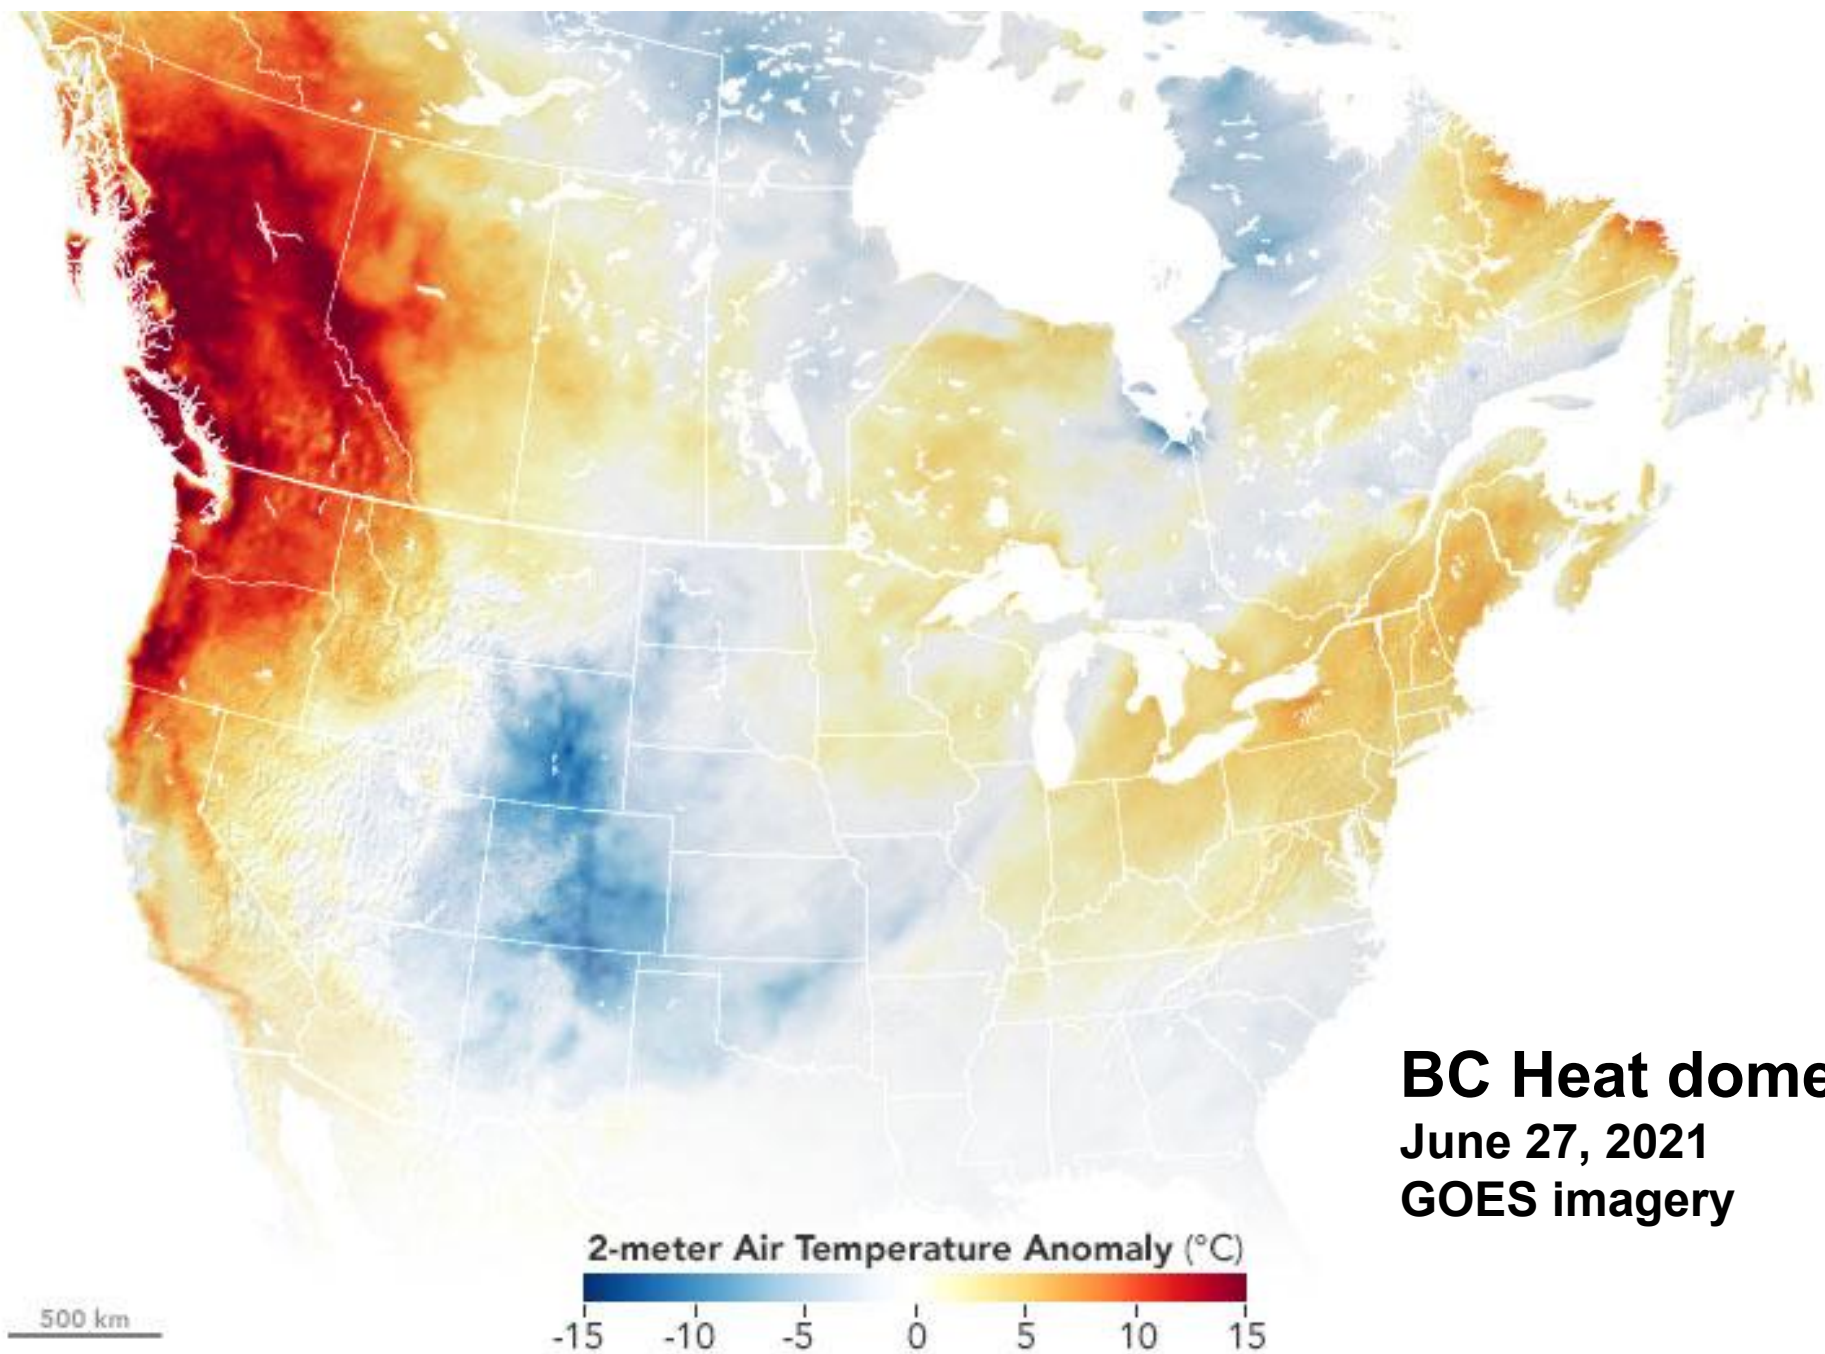 BC Heat dome
June 27, 2021
GOES imagery
2-meter Air Temperature Anomaly (°C)
-15 -10 -5 0 5 10 15
500 km